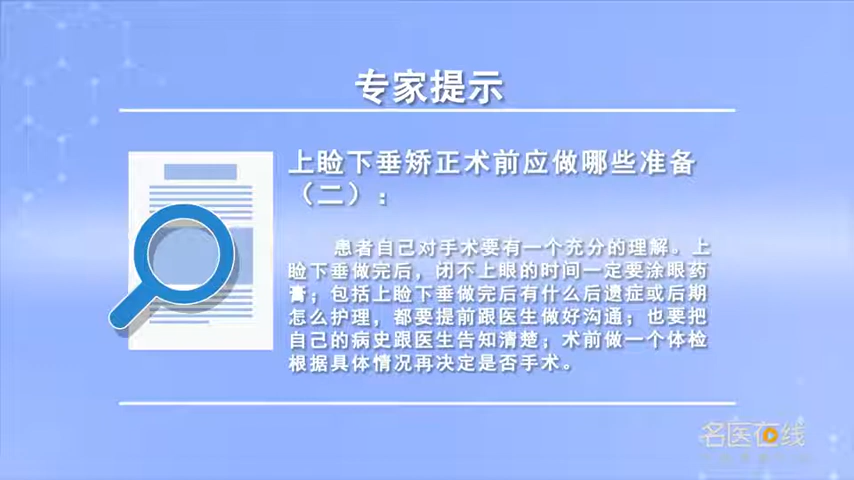 专家提示
上睑下垂矫正术前应做哪些准备
（二）：
患者自己对手术要有一个充分的理解。上
睑下垂做完后，闭不上眼的时间一定要涂眼药
膏；包括上睑下垂做完后有什么后遗症或后期
怎么护理，都要提前跟医生做好沟通；也要把
自己的病史跟医生告知清楚；术前做一个体检
根据具体情况再决定是否手术。
名医在线